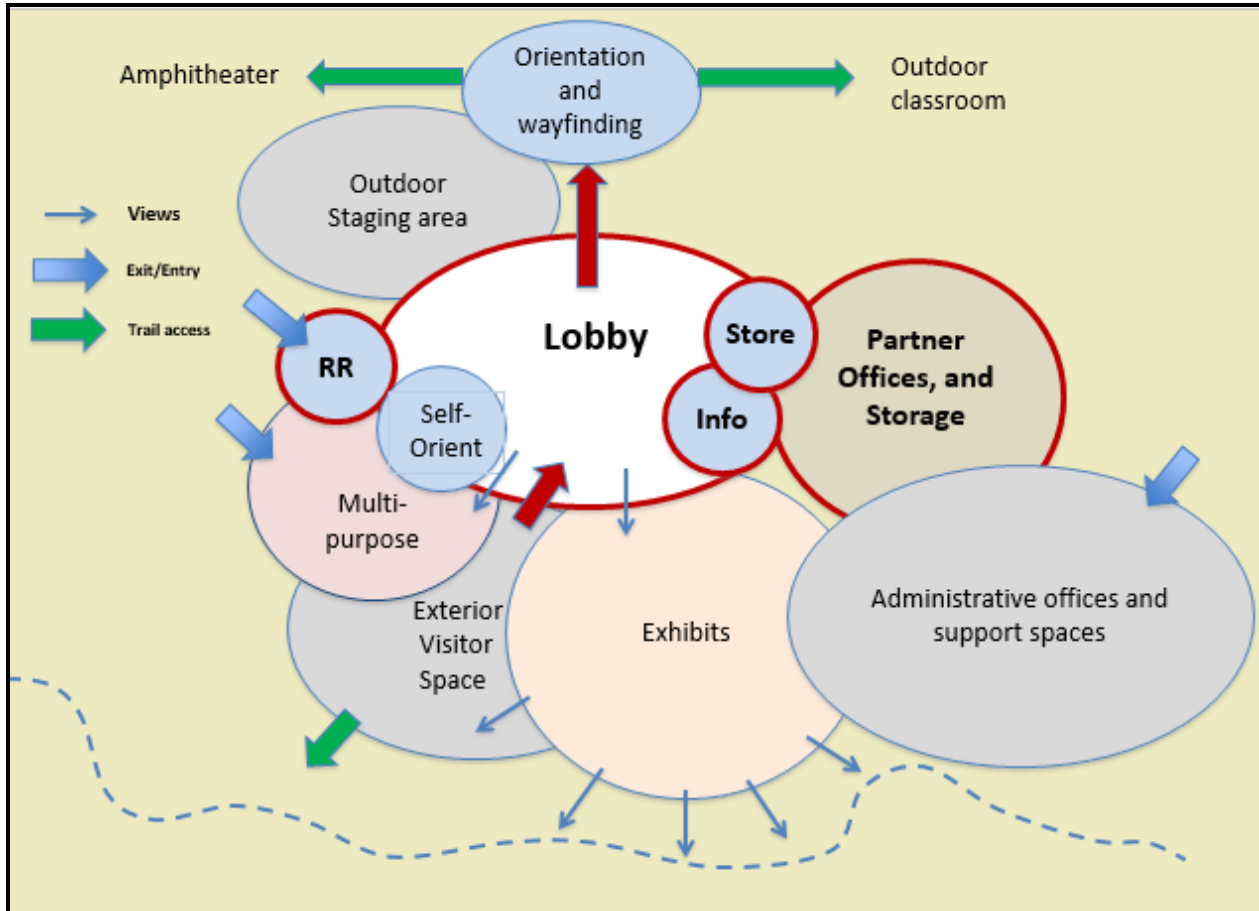 Orientation
and
wayfinding
Amphitheater
Outdoor
classroom
Outdoor
Staging area
Views
Exit/Entry
Trail access
Lobby
Store
Partner
Offices, and
Storage
RR
Self-
Orient
Info
Multi-
purpose
Exterior
Visitor
Space
Exhibits
Administrative offices and
support spaces